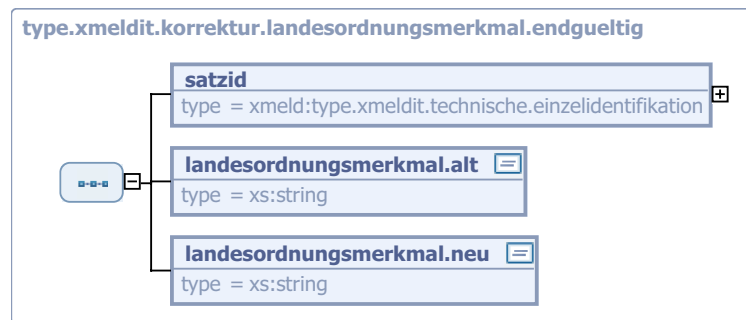 type.xmeldit.korrektur.landesordnungsmerkmal.endgueltig
satzid
type = xmeld:type.xmeldit.technische.einzelidentifikation
landesordnungsmerkmal.alt
type = xs:string
landesordnungsmerkmal.neu
type = xs:string